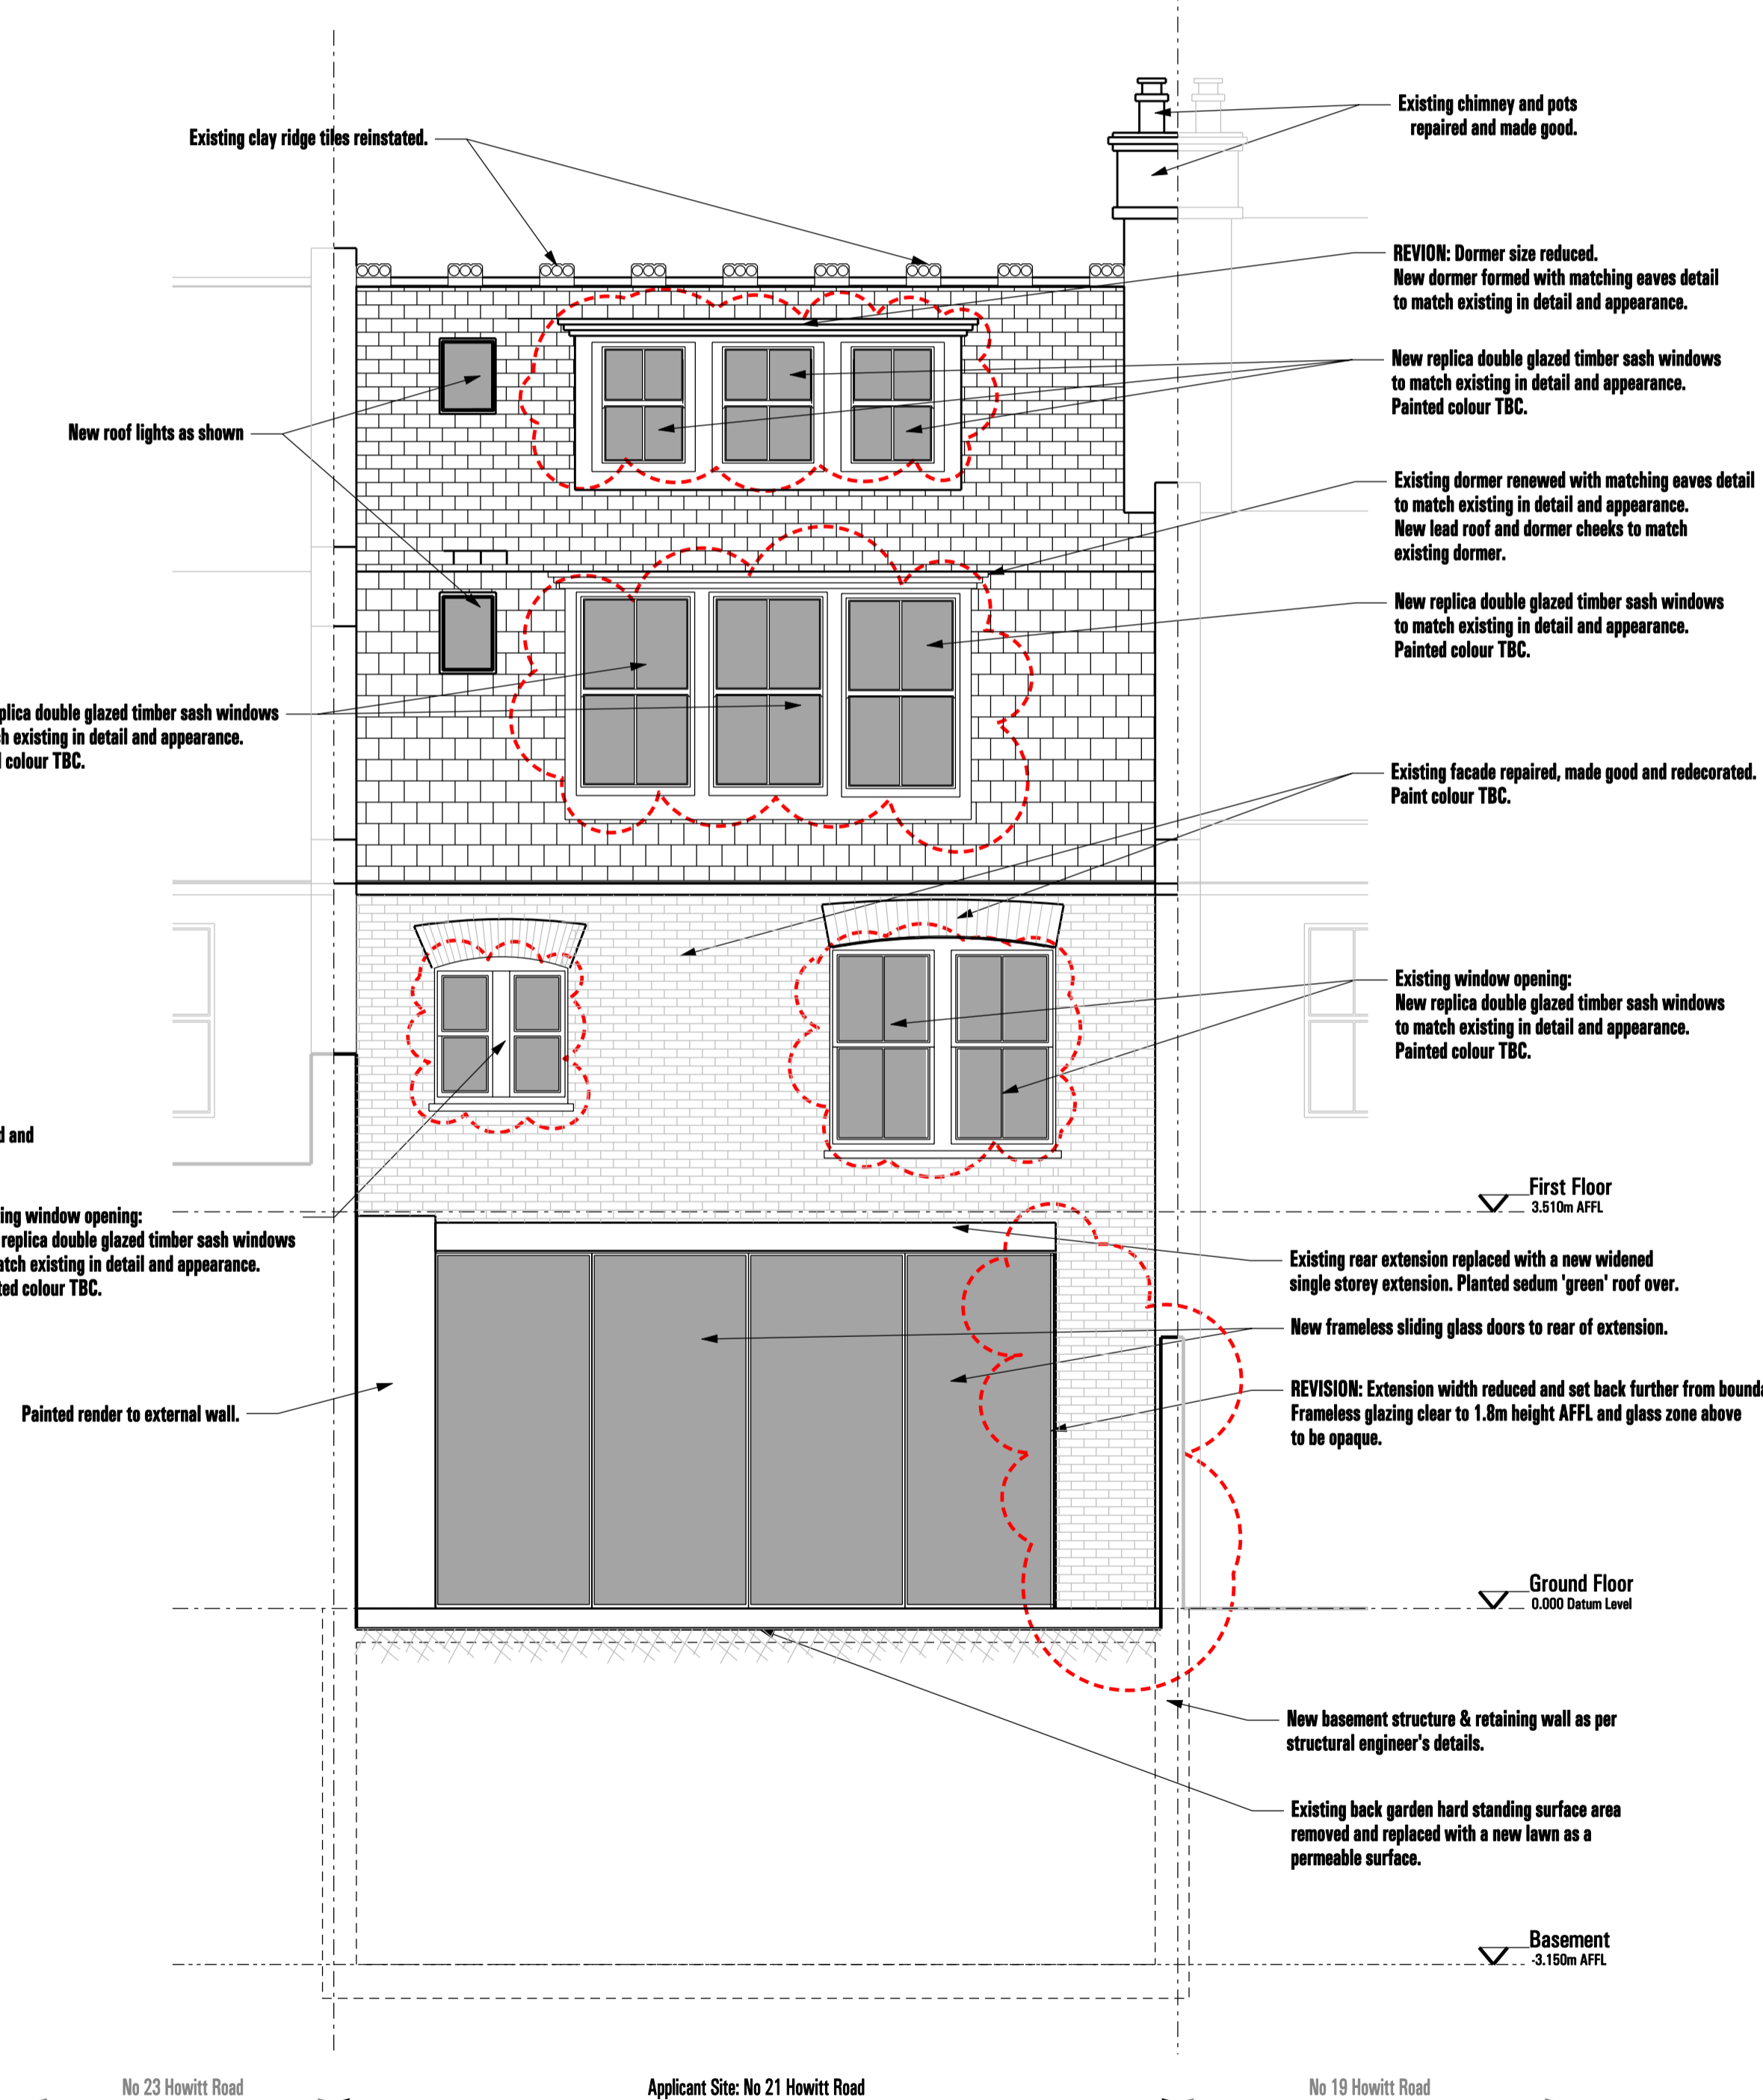 Existing chimney and pots
repaired and made good.
Existing clay ridge tiles reinstated.
REVION: Dormer size reduced.
New dormer formed with matching eaves detail
to match existing in detail and appearance.
New replica double glazed timber sash windows
to match existing in detail and appearance.
Painted colour TBC.
New roof lights as shown
Existing dormer renewed with matching eaves detail
to match existing in detail and appearance.
New lead roof and dormer cheeks to match
existing dormer.
New replica double glazed timber sash windows
to match existing in detail and appearance.
Painted colour TBC.
double glazed timber sash windows
existing in detail and appearance.
colour TBC.
Existing facade repaired, made good and redecorated.
Paint colour TBC.
Existing window opening:
New replica double glazed timber sash windows
to match existing in detail and appearance.
Painted colour TBC.
and
First Floor
3.510m AFFL
window opening:
replica double glazed timber sash windows
existing in detail and appearance.
colour TBC.
Existing rear extension replaced with a new widened
single storey extension. Planted sedum 'green' roof over.
New frameless sliding glass doors to rear of extension.
REVISION: Extension width reduced and set back further from
Frameless glazing clear to 1.8m height AFFL and glass zone above
to be opaque.
Painted render to external wall.
Ground Floor
0.000 Datum Level
New basement structure & retaining wall as per
structural engineer's details.
Existing back garden hard standing surface area
removed and replaced with a new lawn as a
permeable surface.
Basement
-3.150m AFFL
No 23 Howitt Road
Applicant Site: No 21 Howitt Road
No 19 Howitt Road